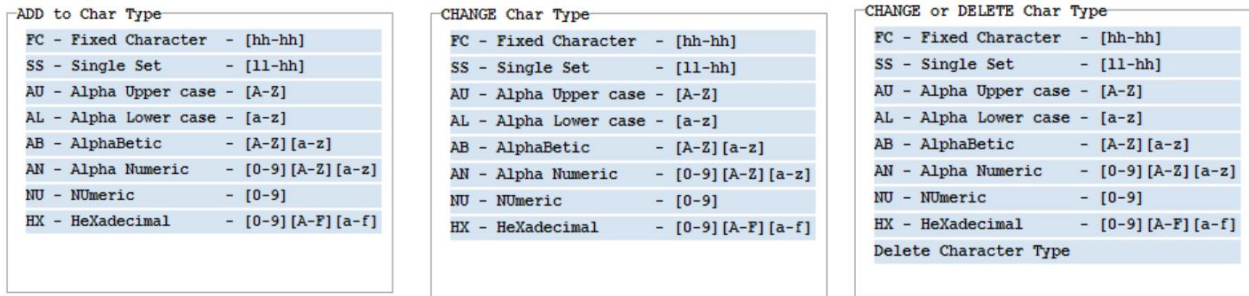 ADD to Char Type
FC - Fixed Character - [hh-hh]
SS - Single Set - [ll-hh]
AU - Alpha Upper case - [A-Z]
AL - Alpha Lower case - [a-z]
AB - AlphaBetic - [A-Z][a-z]
AN - Alpha Numeric - [0-9][A-Z][a-z]
NU - NUmeric - [0-9]
HX - HeXadecimal - [0-9][A-F][a-f]
CHANGE Char Type
FC - Fixed Character - [hh-hh]
SS - Single Set - [ll-hh]
AU - Alpha Upper case - [A-Z]
AL - Alpha Lower case - [a-z]
AB - AlphaBetic - [A-Z][a-z]
AN - Alpha Numeric - [0-9][A-Z][a-z]
NU - NUmeric - [0-9]
HX - HeXadecimal - [0-9][A-F][a-f]
CHANGE or DELETE Char Type
FC - Fixed Character - [hh-hh]
SS - Single Set - [ll-hh]
AU - Alpha Upper case - [A-Z]
AL - Alpha Lower case - [a-z]
AB - AlphaBetic - [A-Z][a-z]
AN - Alpha Numeric - [0-9][A-Z][a-z]
NU - NUmeric - [0-9]
HX - HeXadecimal - [0-9][A-F][a-f]
Delete Character Type